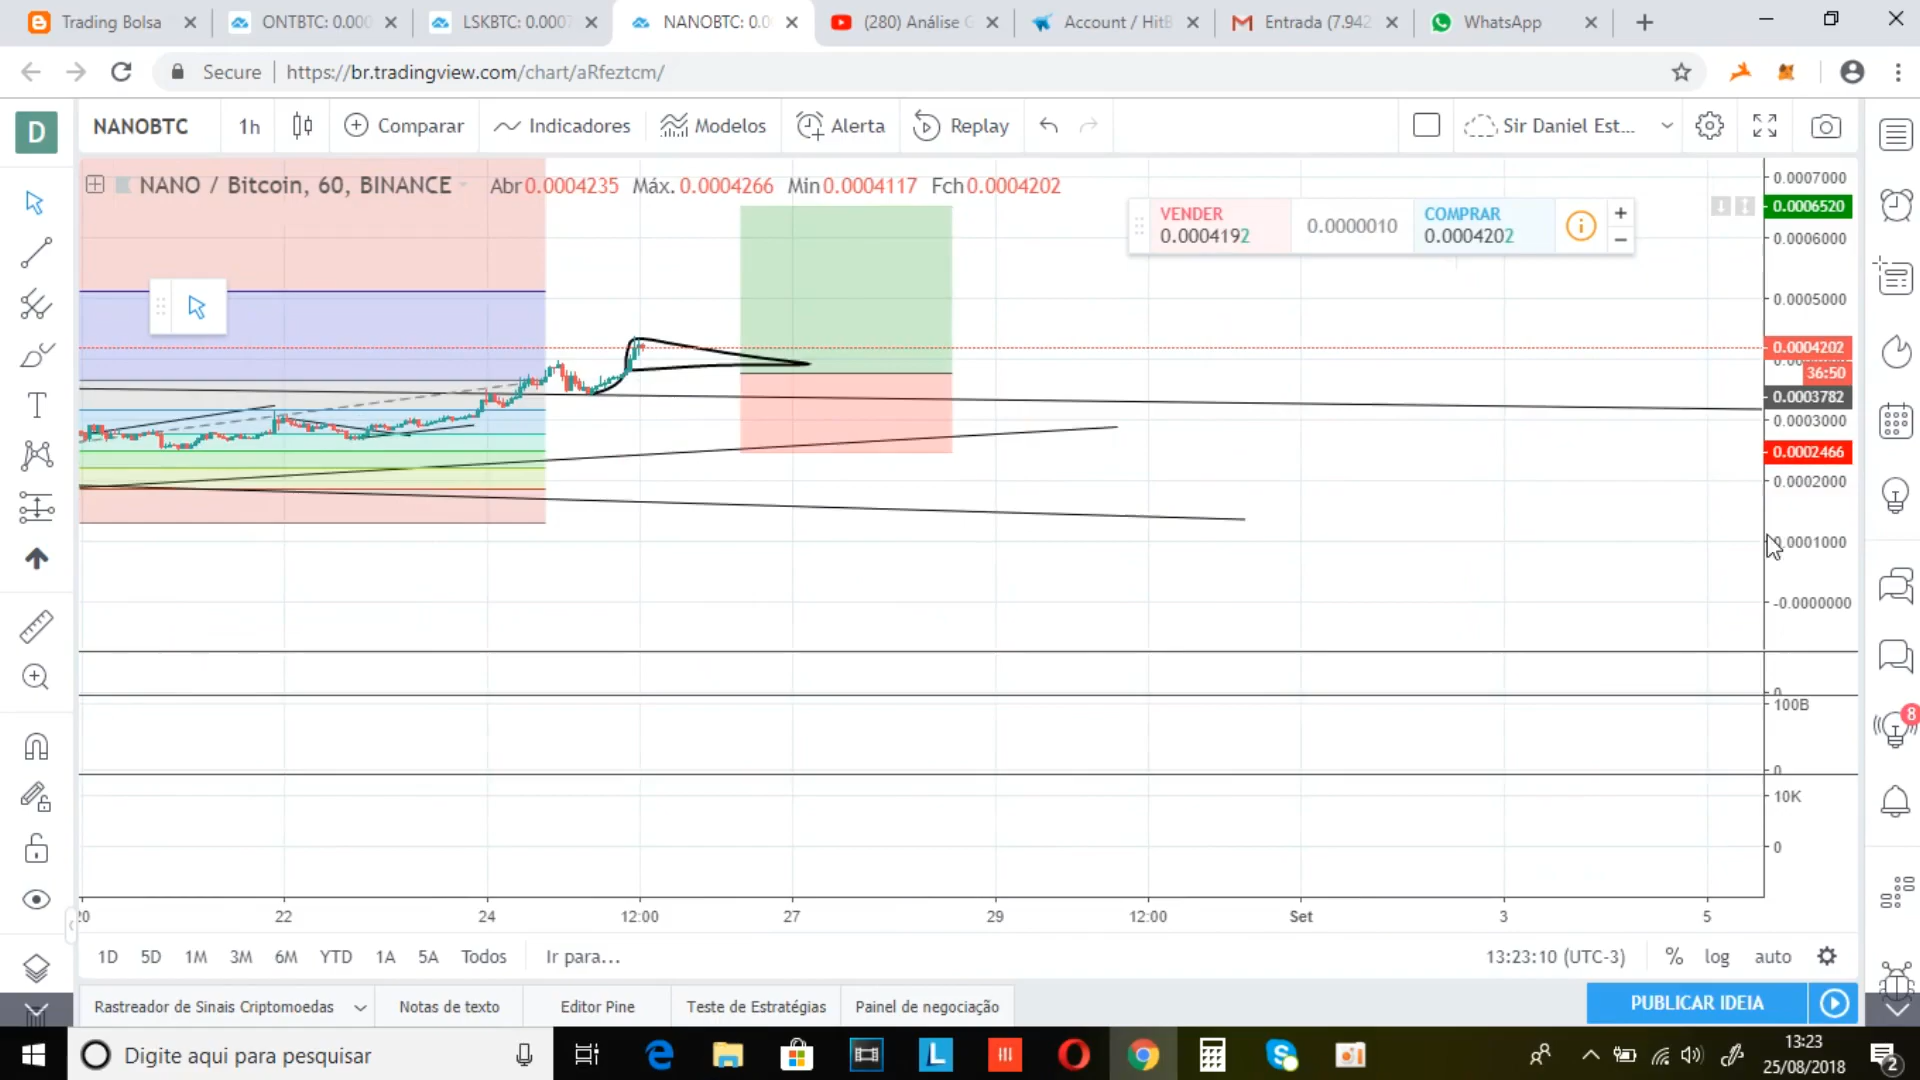 Trading Bolsa
ONTBTC: 0.000
LSKBTC: 0.000
NANOBTC: 0.0
(280) Análise G
Account / HitB
Entrada (7.942
WhatsApp
Secure
https://br.tradingview.com/chart/aRfeztcm/
D
NANOBTC
1h
Comparar
Indicadores
Modelos
Alerta
Replay
Sir Daniel Est...
NANO / Bitcoin, 60, BINANCE
Abr 0.0004235 Máx. 0.0004266 Min 0.0004117 Fch 0.0004202
VENDER
0.0004192
0.0000010
COMPRAR
0.0004202
0.0007000
0.0006520
0.0006000
0.0005000
0.0004202
36:50
0.0003782
0.0003000
0.0002466
0.0002000
0.0001000
-0.0000000
0
100B
0
10K
0
8
20
22
24
12:00
27
29
12:00
Set
3
5
1D 5D 1M 3M 6M YTD 1A 5A Todos
Ir para...
13:23:10 (UTC-3)
%
log
auto
Rastreador de Sinais Criptomoedas
Notas de texto
Editor Pine
Teste de Estratégias
Painel de negociação
PUBLICAR IDEIA
Digite aqui para pesquisar
L
13:23
25/08/2018
2